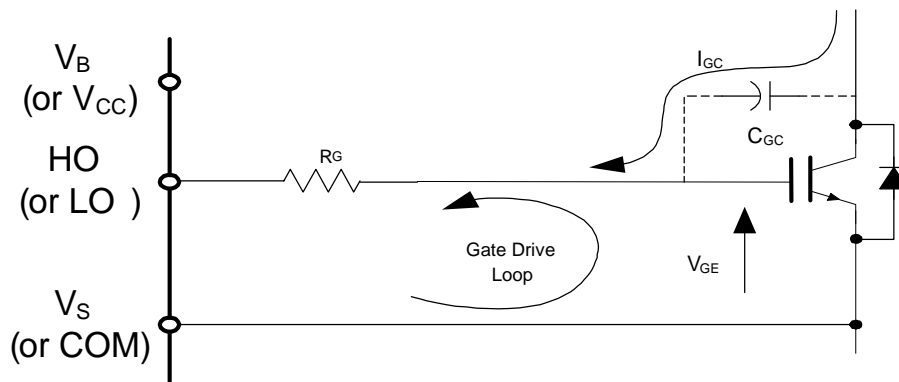 V_B
(or V_CC)
HO
(or LO )
V_S
(or COM)
R_G
Gate Drive
Loop
I_GC
C_GC
V_GE